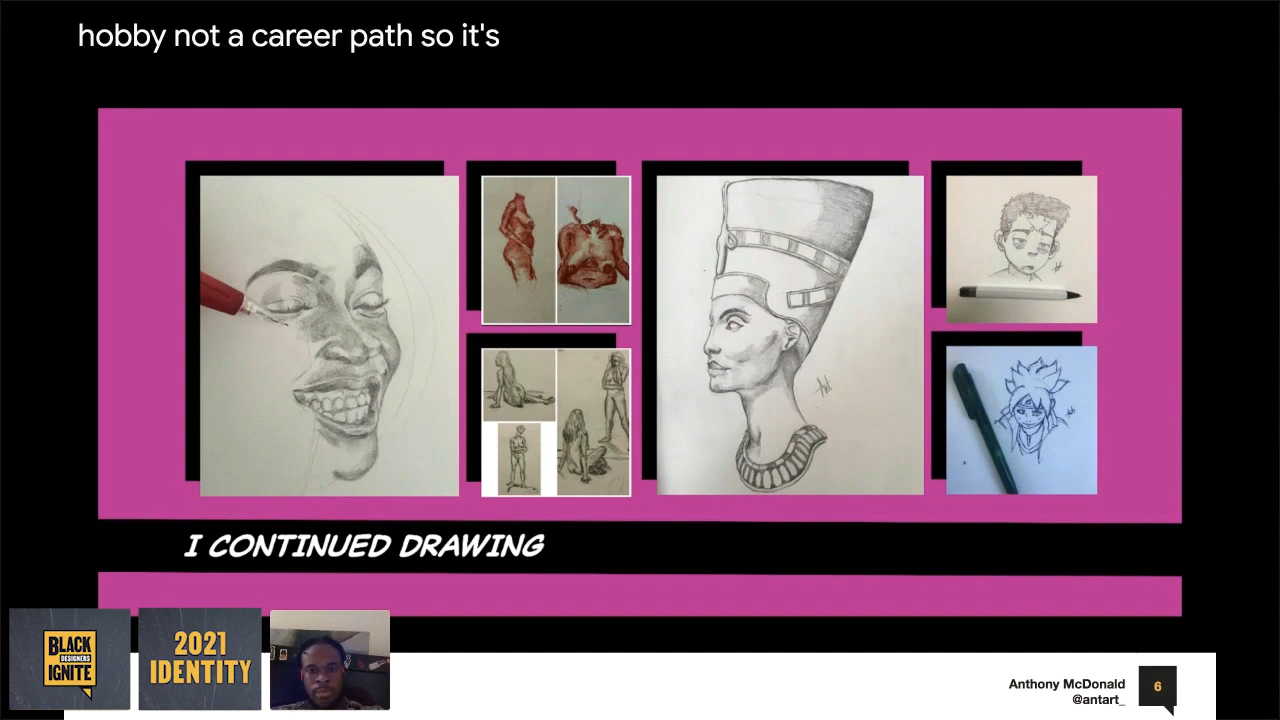 hobby not a career path so it's
I CONTINUED DRAWING
BLACK
DESIGNERS
IGNITE
2021
IDENTITY
Anthony McDonald
@antart_
6